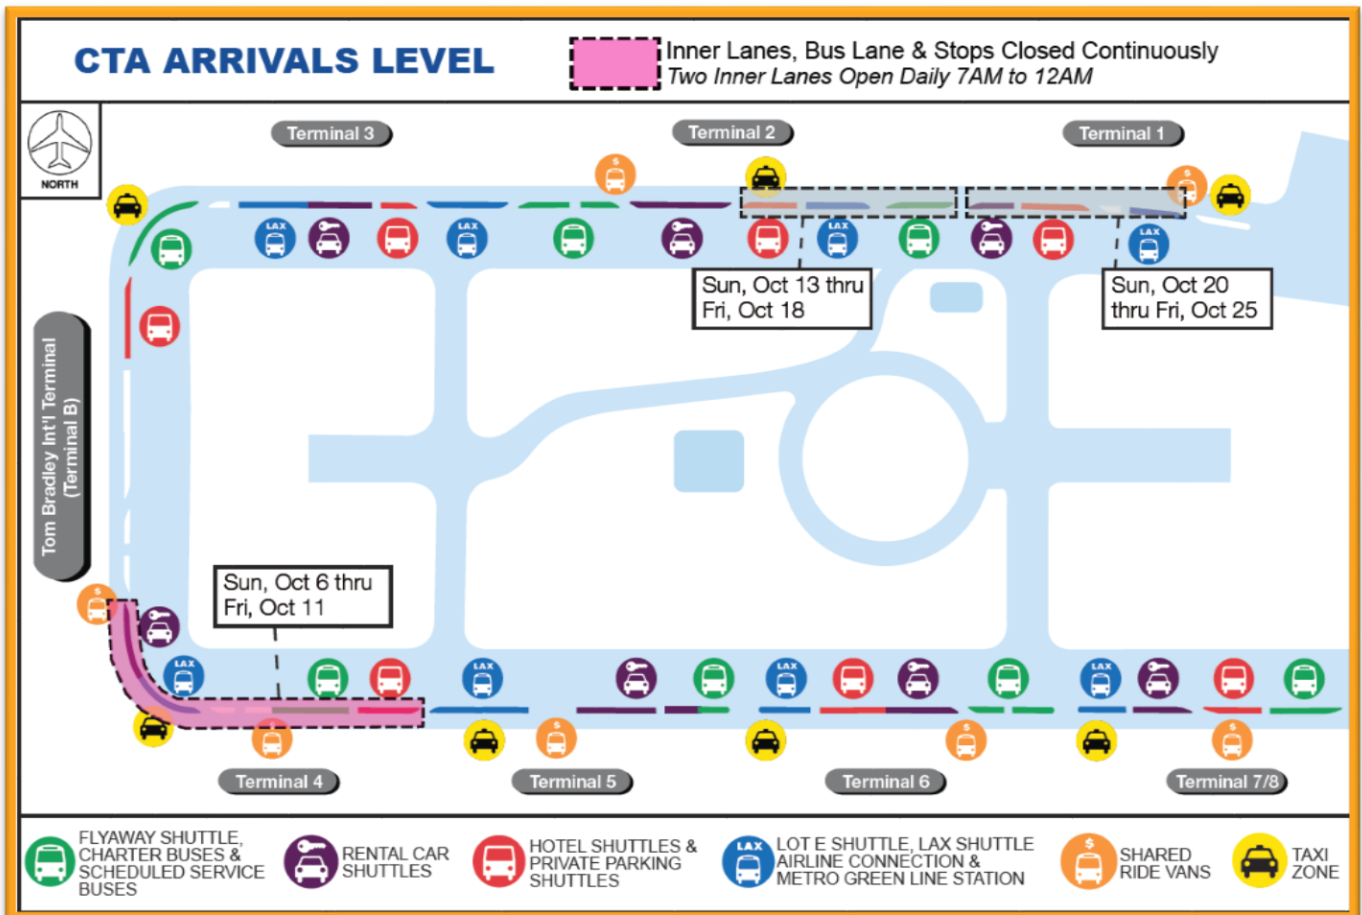 CTA ARRIVALS LEVEL
Inner Lanes, Bus Lane & Stops Closed Continuously
Two Inner Lanes Open Daily 7AM to 12AM
NORTH
Terminal 3
Terminal 2
Terminal 1
$
$
LAX
LAX
LAX
LAX
Sun, Oct 13 thru
Fri, Oct 18
Sun, Oct 20
thru Fri, Oct 25
Tom Bradley Int'l Terminal
(Terminal B)
Sun, Oct 6 thru
Fri, Oct 11
$
LAX
LAX
LAX
LAX
$
$
$
$
Terminal 4
Terminal 5
Terminal 6
Terminal 7/8
FLYAWAY SHUTTLE,
CHARTER BUSES &
SCHEDULED SERVICE
BUSES
RENTAL CAR
SHUTTLES
HOTEL SHUTTLES &
PRIVATE PARKING
SHUTTLES
LAX
LOT E SHUTTLE, LAX SHUTTLE
AIRLINE CONNECTION &
METRO GREEN LINE STATION
$
SHARED
RIDE VANS
TAXI
ZONE